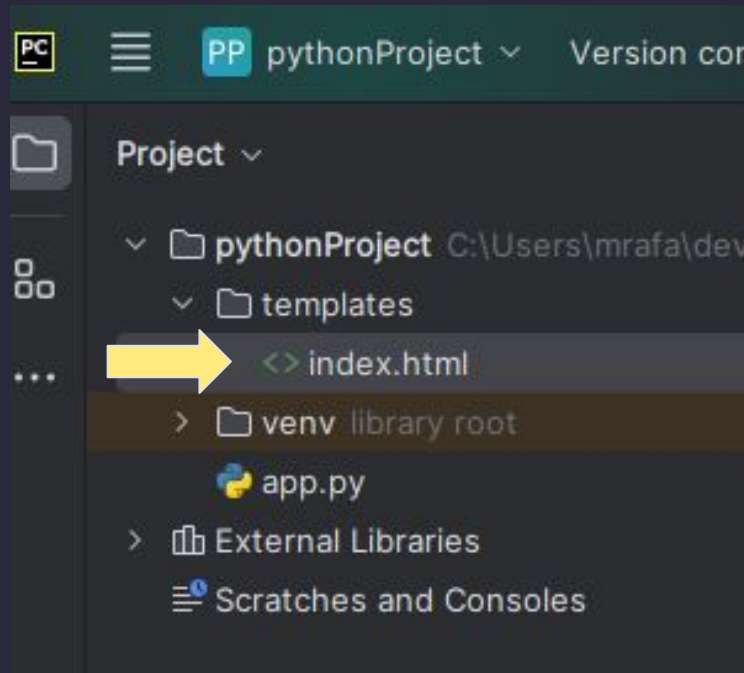 PC
PP pythonProject Version cor
Project
pythonProject C:\Users\mrafa\dev
templates
<> index.html
venv library root
app.py
External Libraries
Scratches and Consoles